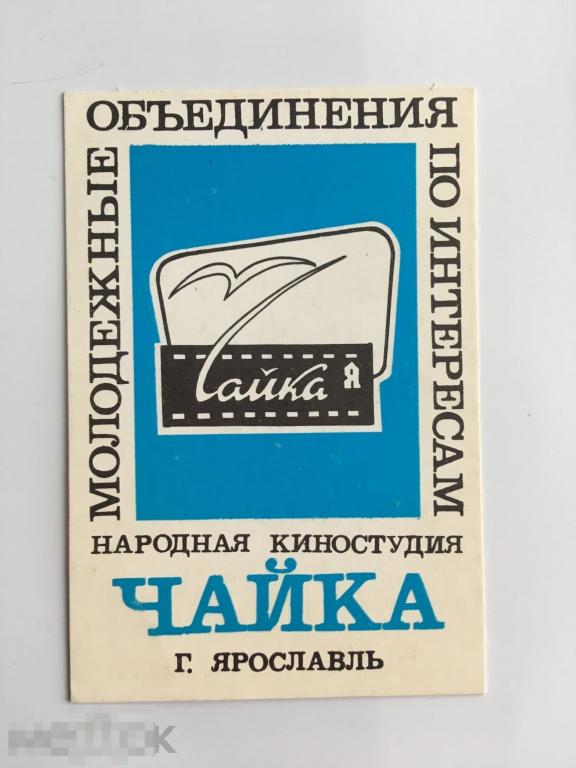 МОЛОДЕЖНЫЕ
ОБЪЕДИНЕНИЯ
ПО ИНТЕРЕСАМ
Чайка Я
НАРОДНАЯ КИНОСТУДИЯ
ЧАЙКА
Г. ЯРОСЛАВЛЬ